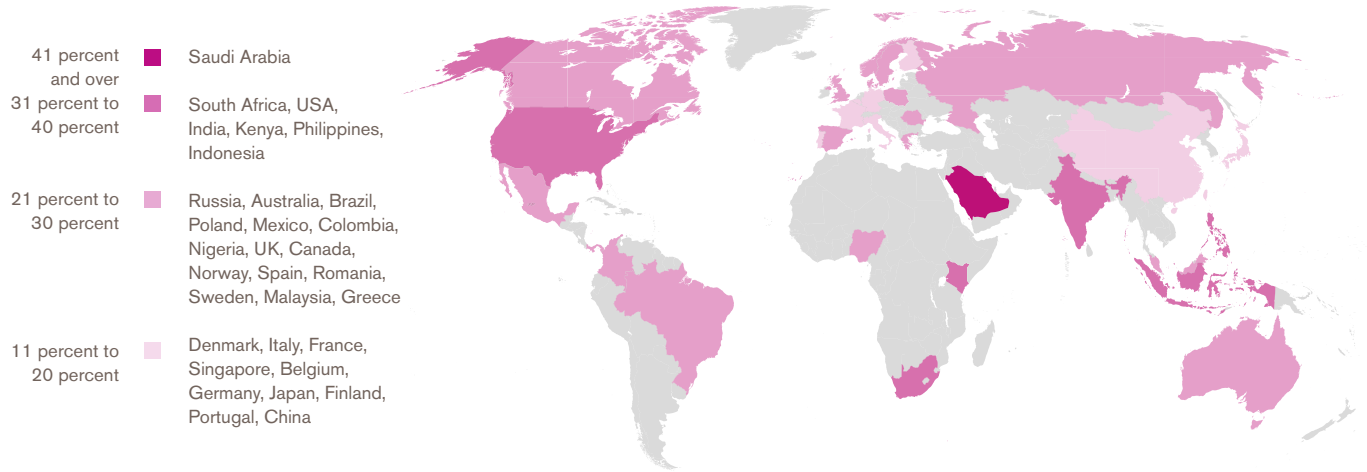 41 percent
and over
Saudi Arabia
31 percent to
40 percent
South Africa, USA,
India, Kenya, Philippines,
Indonesia
21 percent to
30 percent
Russia, Australia, Brazil,
Poland, Mexico, Colombia,
Nigeria, UK, Canada,
Norway, Spain, Romania,
Sweden, Malaysia, Greece
11 percent to
20 percent
Denmark, Italy, France,
Singapore, Belgium,
Germany, Japan, Finland,
Portugal, China